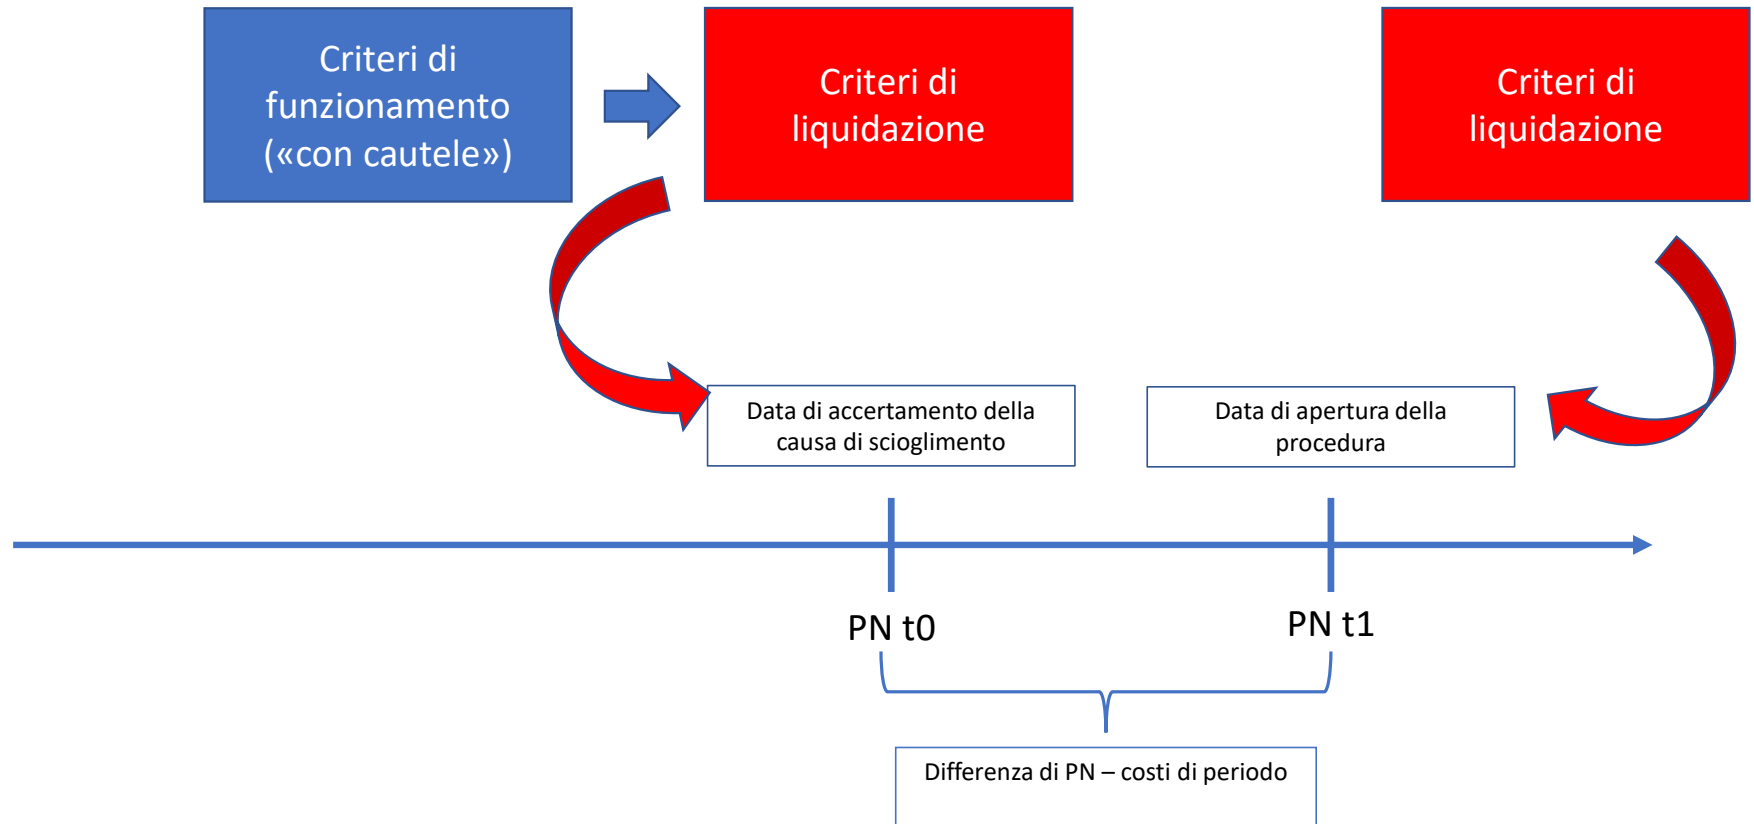 Criteri di
funzionamento
(«con cautele»)
Criteri di
liquidazione
Criteri di
liquidazione
Data di accertamento della
causa di scioglimento
Data di apertura della
procedura
PN t0
PN t1
Differenza di PN – costi di periodo